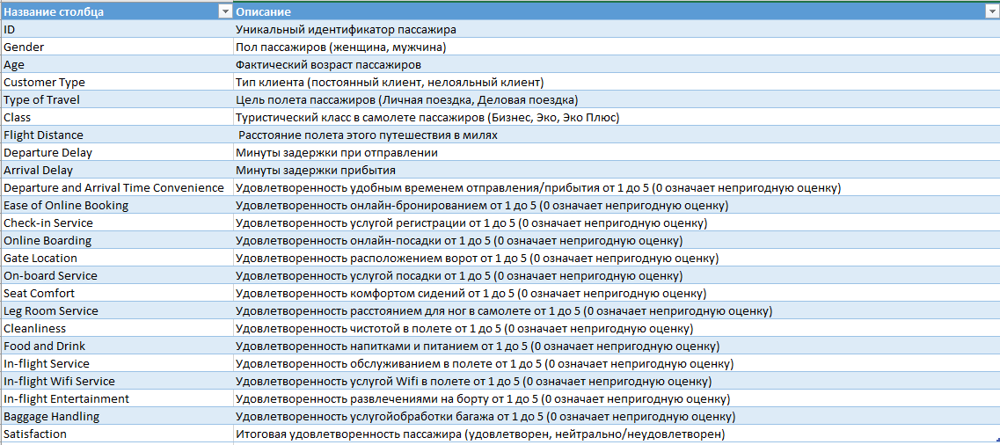 Название столбца Описание
ID Уникальный идентификатор пассажира
Gender Пол пассажиров (женщина, мужчина)
Age Фактический возраст пассажиров
Customer Type Тип клиента (постоянный клиент, нелояльный клиент)
Type of Travel Цель полета пассажиров (Личная поездка, Деловая поездка)
Class Туристический класс в самолете пассажиров (Бизнес, Эко, Эко Плюс)
Flight Distance Расстояние полета этого путешествия в милях
Departure Delay Минуты задержки при отправлении
Arrival Delay Минуты задержки прибытия
Departure and Arrival Time Convenience Удовлетворенность удобным временем отправления/прибытия от 1 до 5 (0 означает непригодную оценку)
Ease of Online Booking Удовлетворенность онлайн-бронированием от 1 до 5 (0 означает непригодную оценку)
Check-in Service Удовлетворенность услугой регистрации от 1 до 5 (0 означает непригодную оценку)
Online Boarding Удовлетворенность онлайн-посадки от 1 до 5 (0 означает непригодную оценку)
Gate Location Удовлетворенность расположением ворот от 1 до 5 (0 означает непригодную оценку)
On-board Service Удовлетворенность услугой посадки от 1 до 5 (0 означает непригодную оценку)
Seat Comfort Удовлетворенность комфортом сидений от 1 до 5 (0 означает непригодную оценку)
Leg Room Service Удовлетворенность расстоянием для ног в самолете от 1 до 5 (0 означает непригодную оценку)
Cleanliness Удовлетворенность чистотой в полете от 1 до 5 (0 означает непригодную оценку)
Food and Drink Удовлетворенность напитками и питанием от 1 до 5 (0 означает непригодную оценку)
In-flight Service Удовлетворенность обслуживанием в полете от 1 до 5 (0 означает непригодную оценку)
In-flight Wifi Service Удовлетворенность услугой Wifi в полете от 1 до 5 (0 означает непригодную оценку)
In-flight Entertainment Удовлетворенность развлечениями на борту от 1 до 5 (0 означает непригодную оценку)
Baggage Handling Удовлетворенность услугойобработки багажа от 1 до 5 (0 означает непригодную оценку)
Satisfaction Итоговая удовлетворенность пассажира (удовлетворен, нейтрально/неудовлетворен)